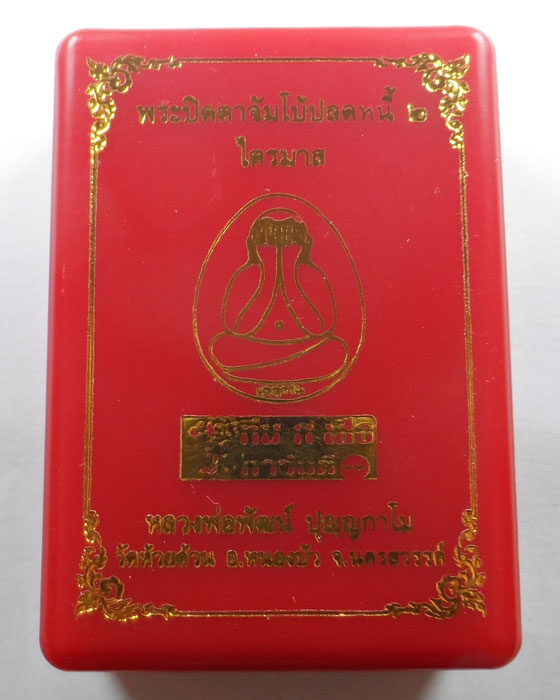 พระปิดตาจัมโบ้ปลดหนี้ ๒
ไตรมาส
หลวงพ่อพัฒน์ ปุญฺญกาโม
วัดห้วยด้วน อ.หนองบัว จ.นครสวรรค์